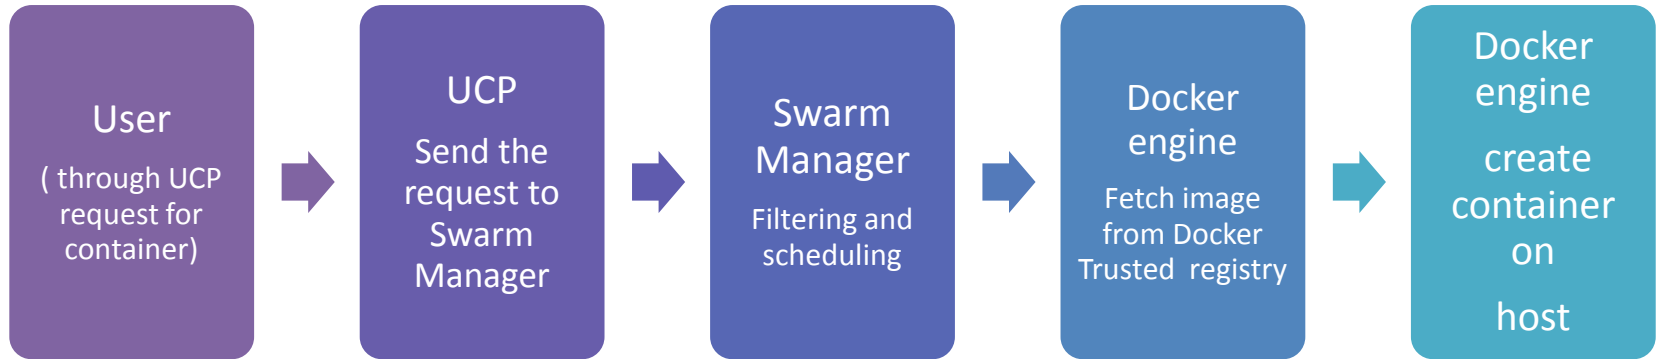 User
( through UCP
request for
container)
UCP
Send the
request to
Swarm
Manager
Swarm
Manager
Filtering and
scheduling
Docker
engine
Fetch image
from Docker
Trusted  registry
Docker
engine
create
container
on
host